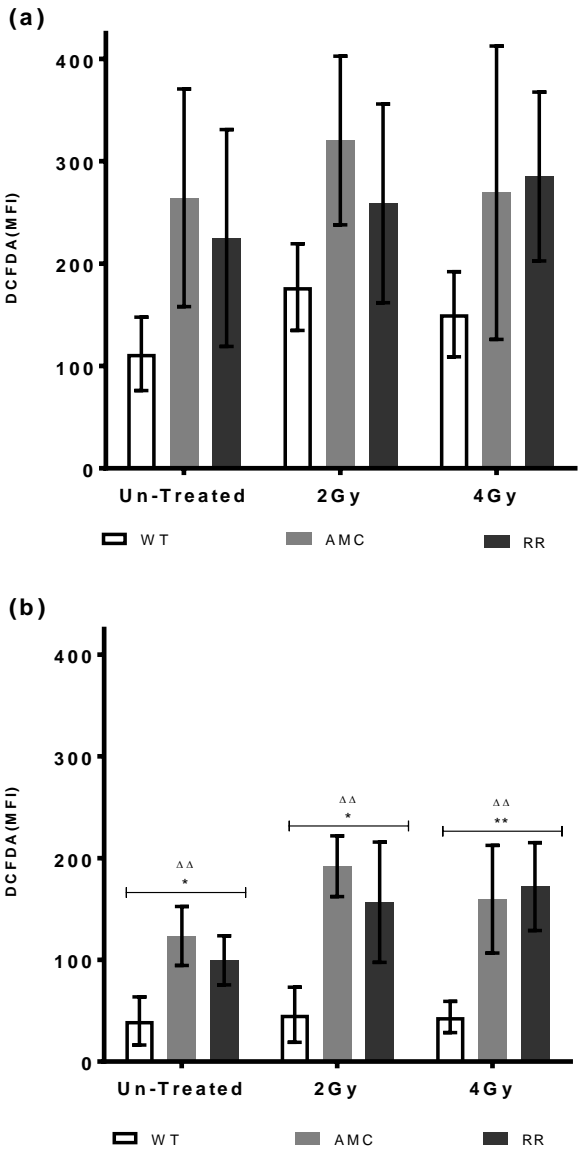 (a)
400
300
200
100
0
DCFDA(MFI)
Un-Treated 2Gy 4Gy
WT AMC RR
(b)
400
300
200
100
0
DCFDA(MFI)
ΔΔ
*
ΔΔ
*
ΔΔ
**
Un-Treated 2Gy 4Gy
WT AMC RR